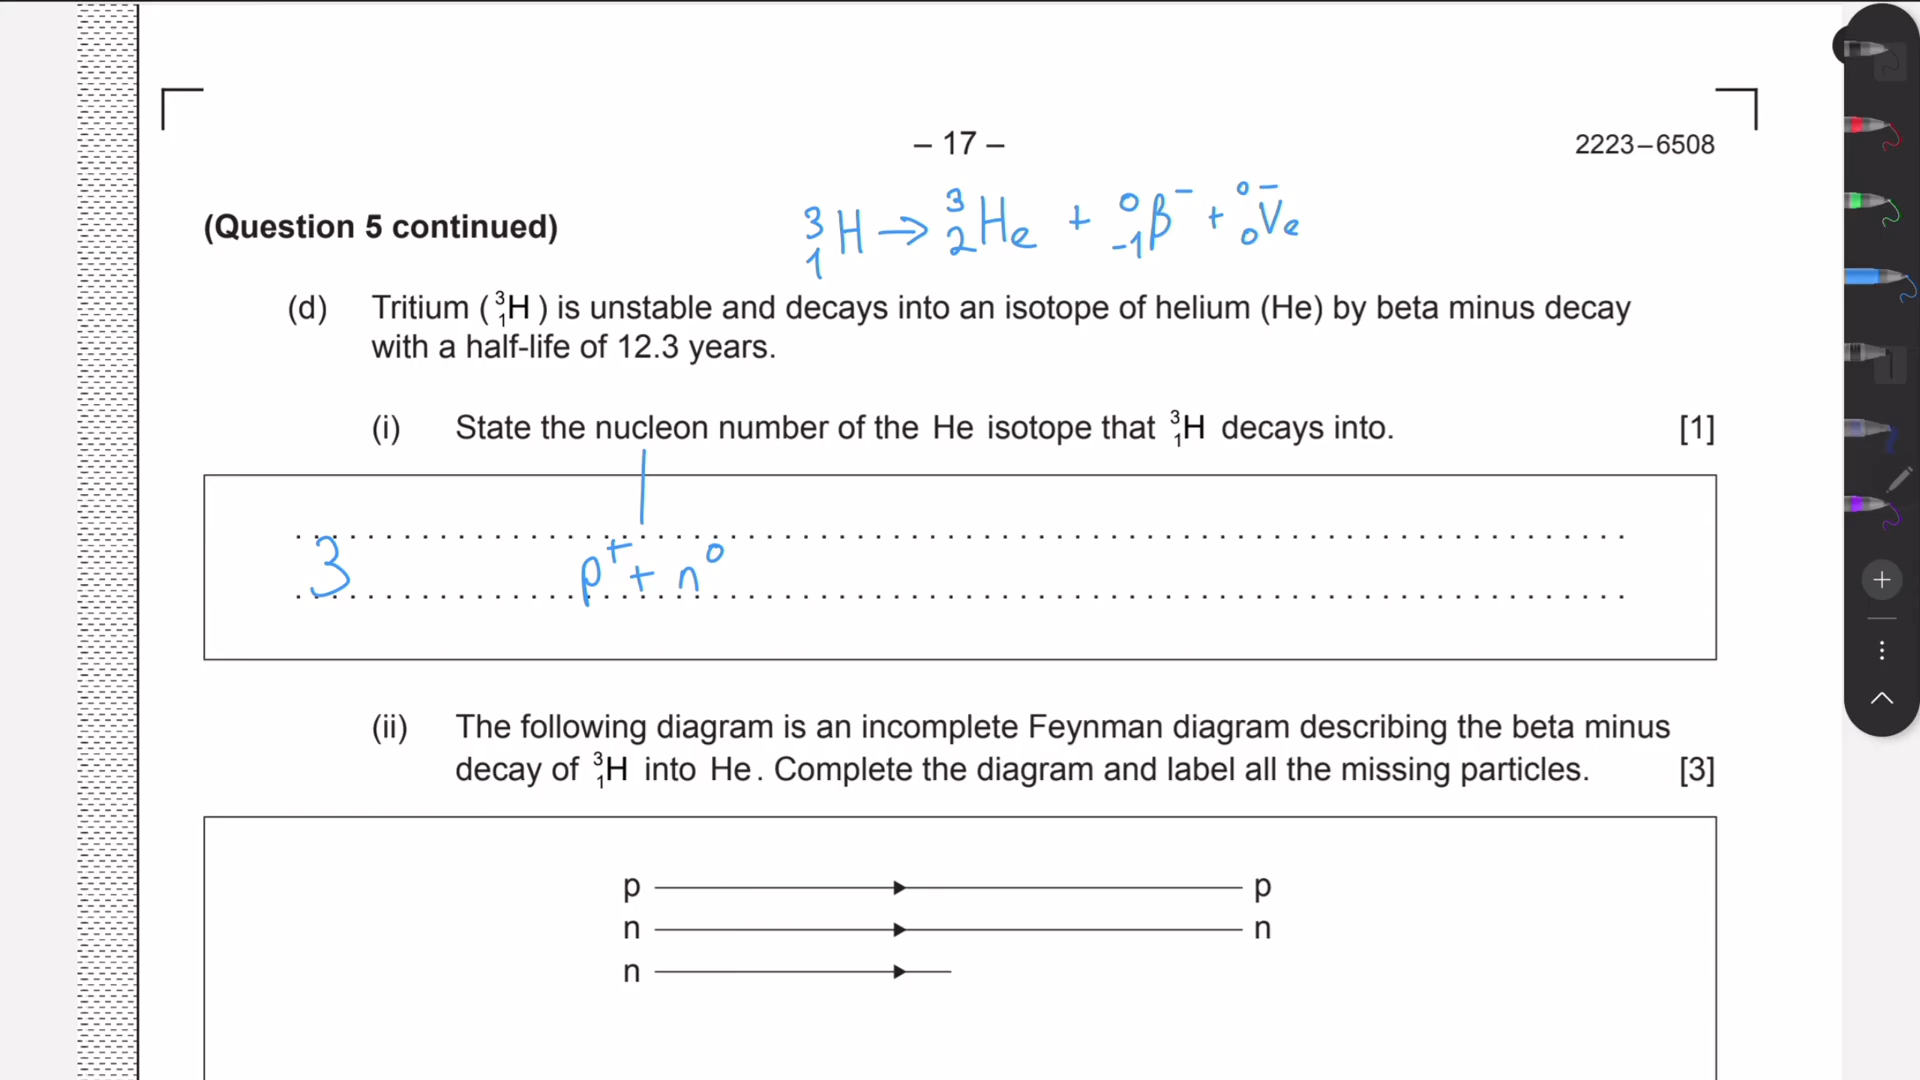 – 17 –
2223–6508
(Question 5 continued)
³₁H → ³₂He + ⁰₋₁β⁻ + ⁰₀V̄e
(d) Tritium (³₁H) is unstable and decays into an isotope of helium (He) by beta minus decay
with a half-life of 12.3 years.
(i) State the nucleon number of the He isotope that ³₁H decays into. [1]
3 p⁺ + n⁰
(ii) The following diagram is an incomplete Feynman diagram describing the beta minus
decay of ³₁H into He. Complete the diagram and label all the missing particles. [3]
p p
n n
n